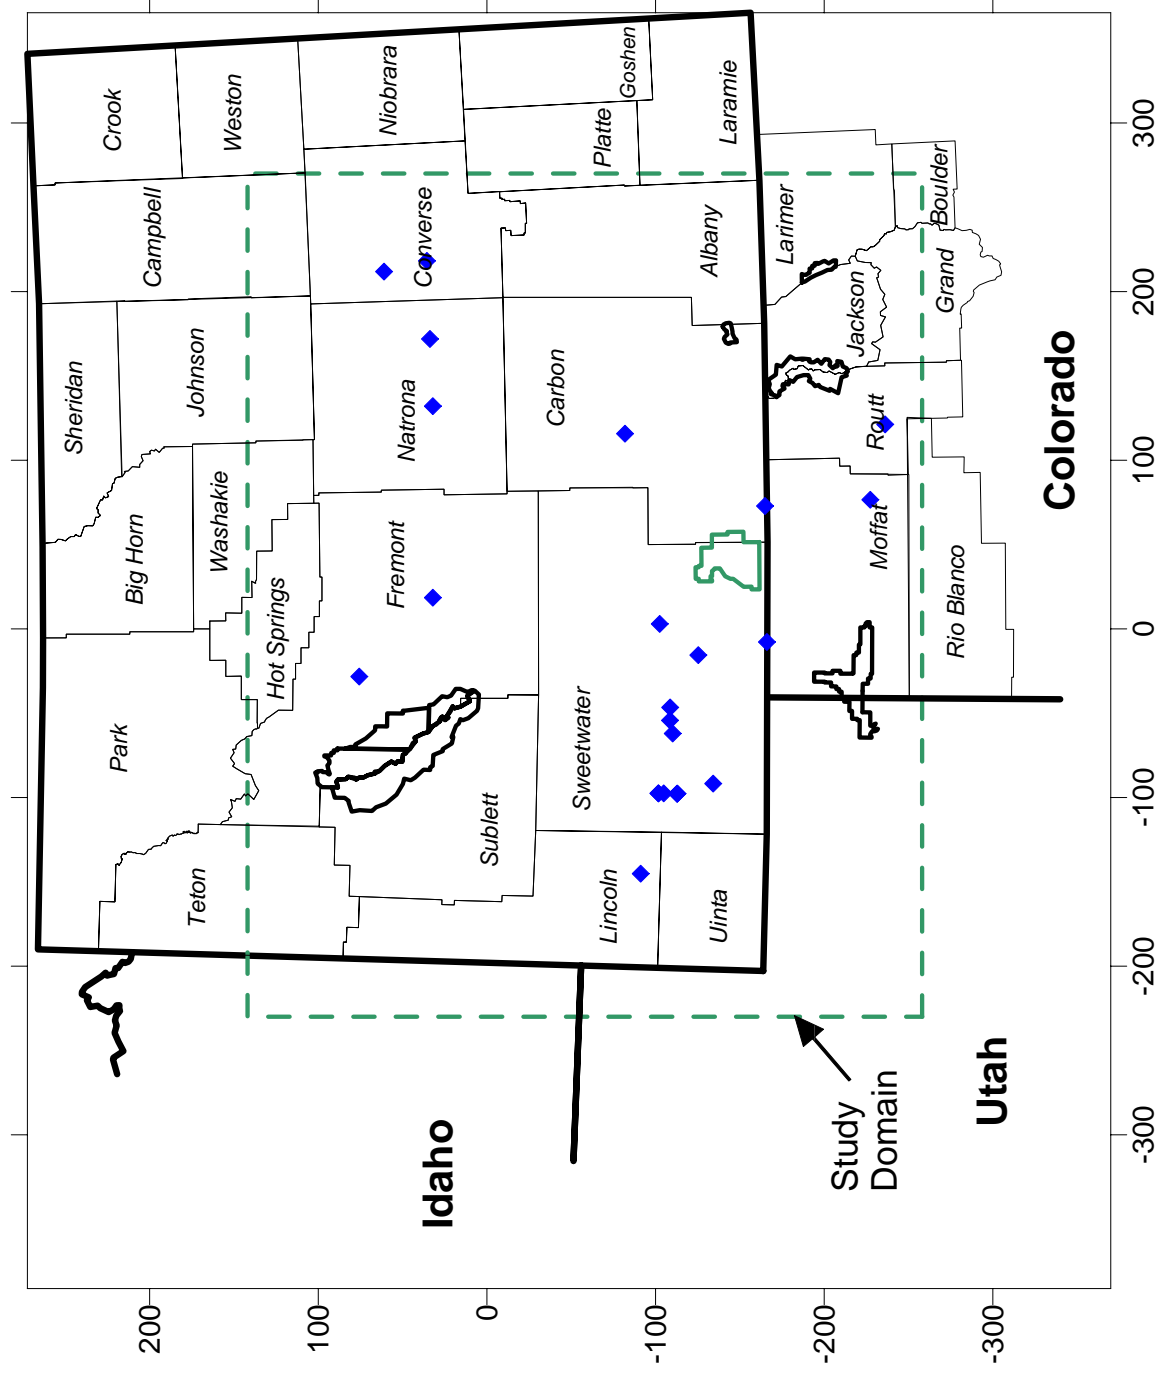 Park
Big Horn
Sheridan
Campbell
Crook
Teton
Washakie
Johnson
Weston
Hot Springs
Fremont
Natrona
Converse
Niobrara
Sublett
Carbon
Platte
Goshen
Lincoln
Sweetwater
Albany
Laramie
Uinta
Moffat
Routt
Jackson
Larimer
Rio Blanco
Grand
Boulder
Idaho
Utah
Colorado
Study
Domain
200
100
0
-100
-200
-300
-300
-200
-100
0
100
200
300